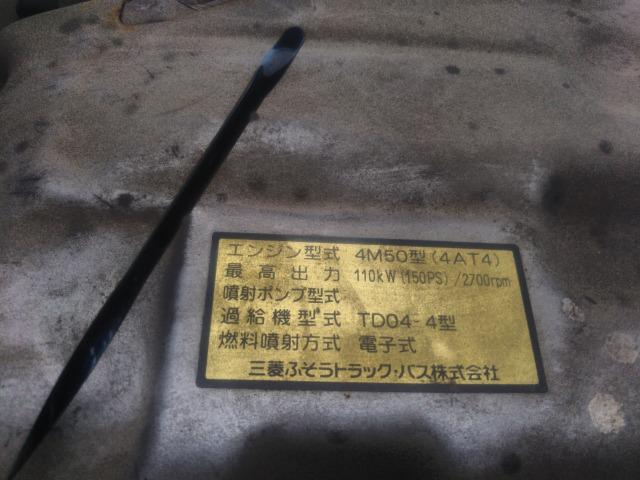 エンジン型式 4M50型(4AT4)
最高出力 110kW(150PS)/2700rpm
噴射ポンプ型式
過給機型式 TD04-4型
燃料噴射方式 電子式
三菱ふそうトラック・バス株式会社